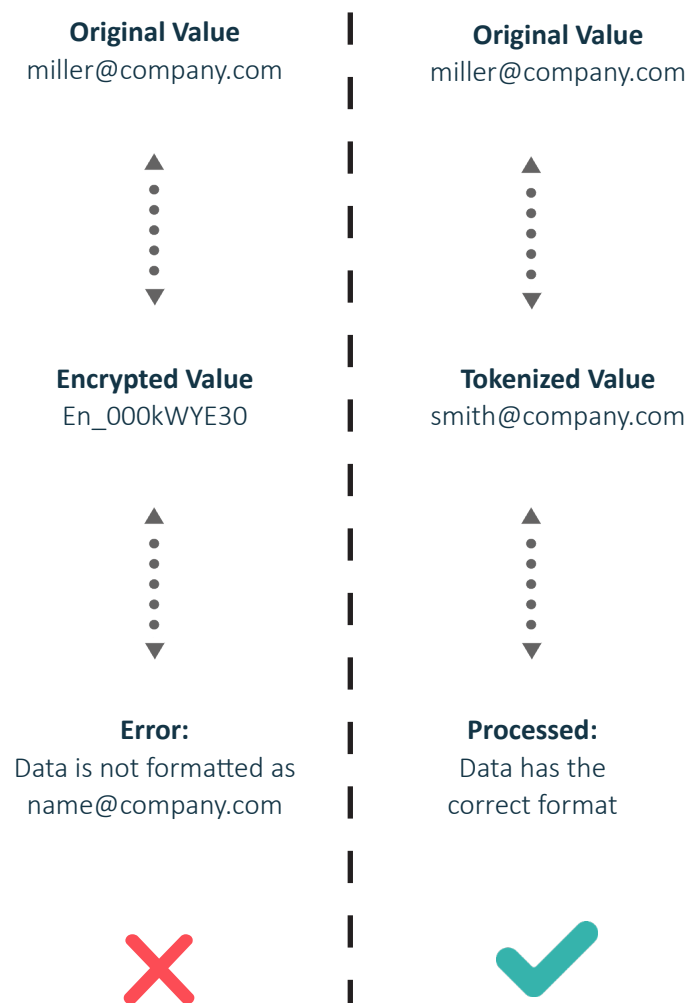 Original Value
miller@company.com
Encrypted Value
En_000kWYE30
Error:
Data is not formatted as
name@company.com
Original Value
miller@company.com
Tokenized Value
smith@company.com
Processed:
Data has the
correct format